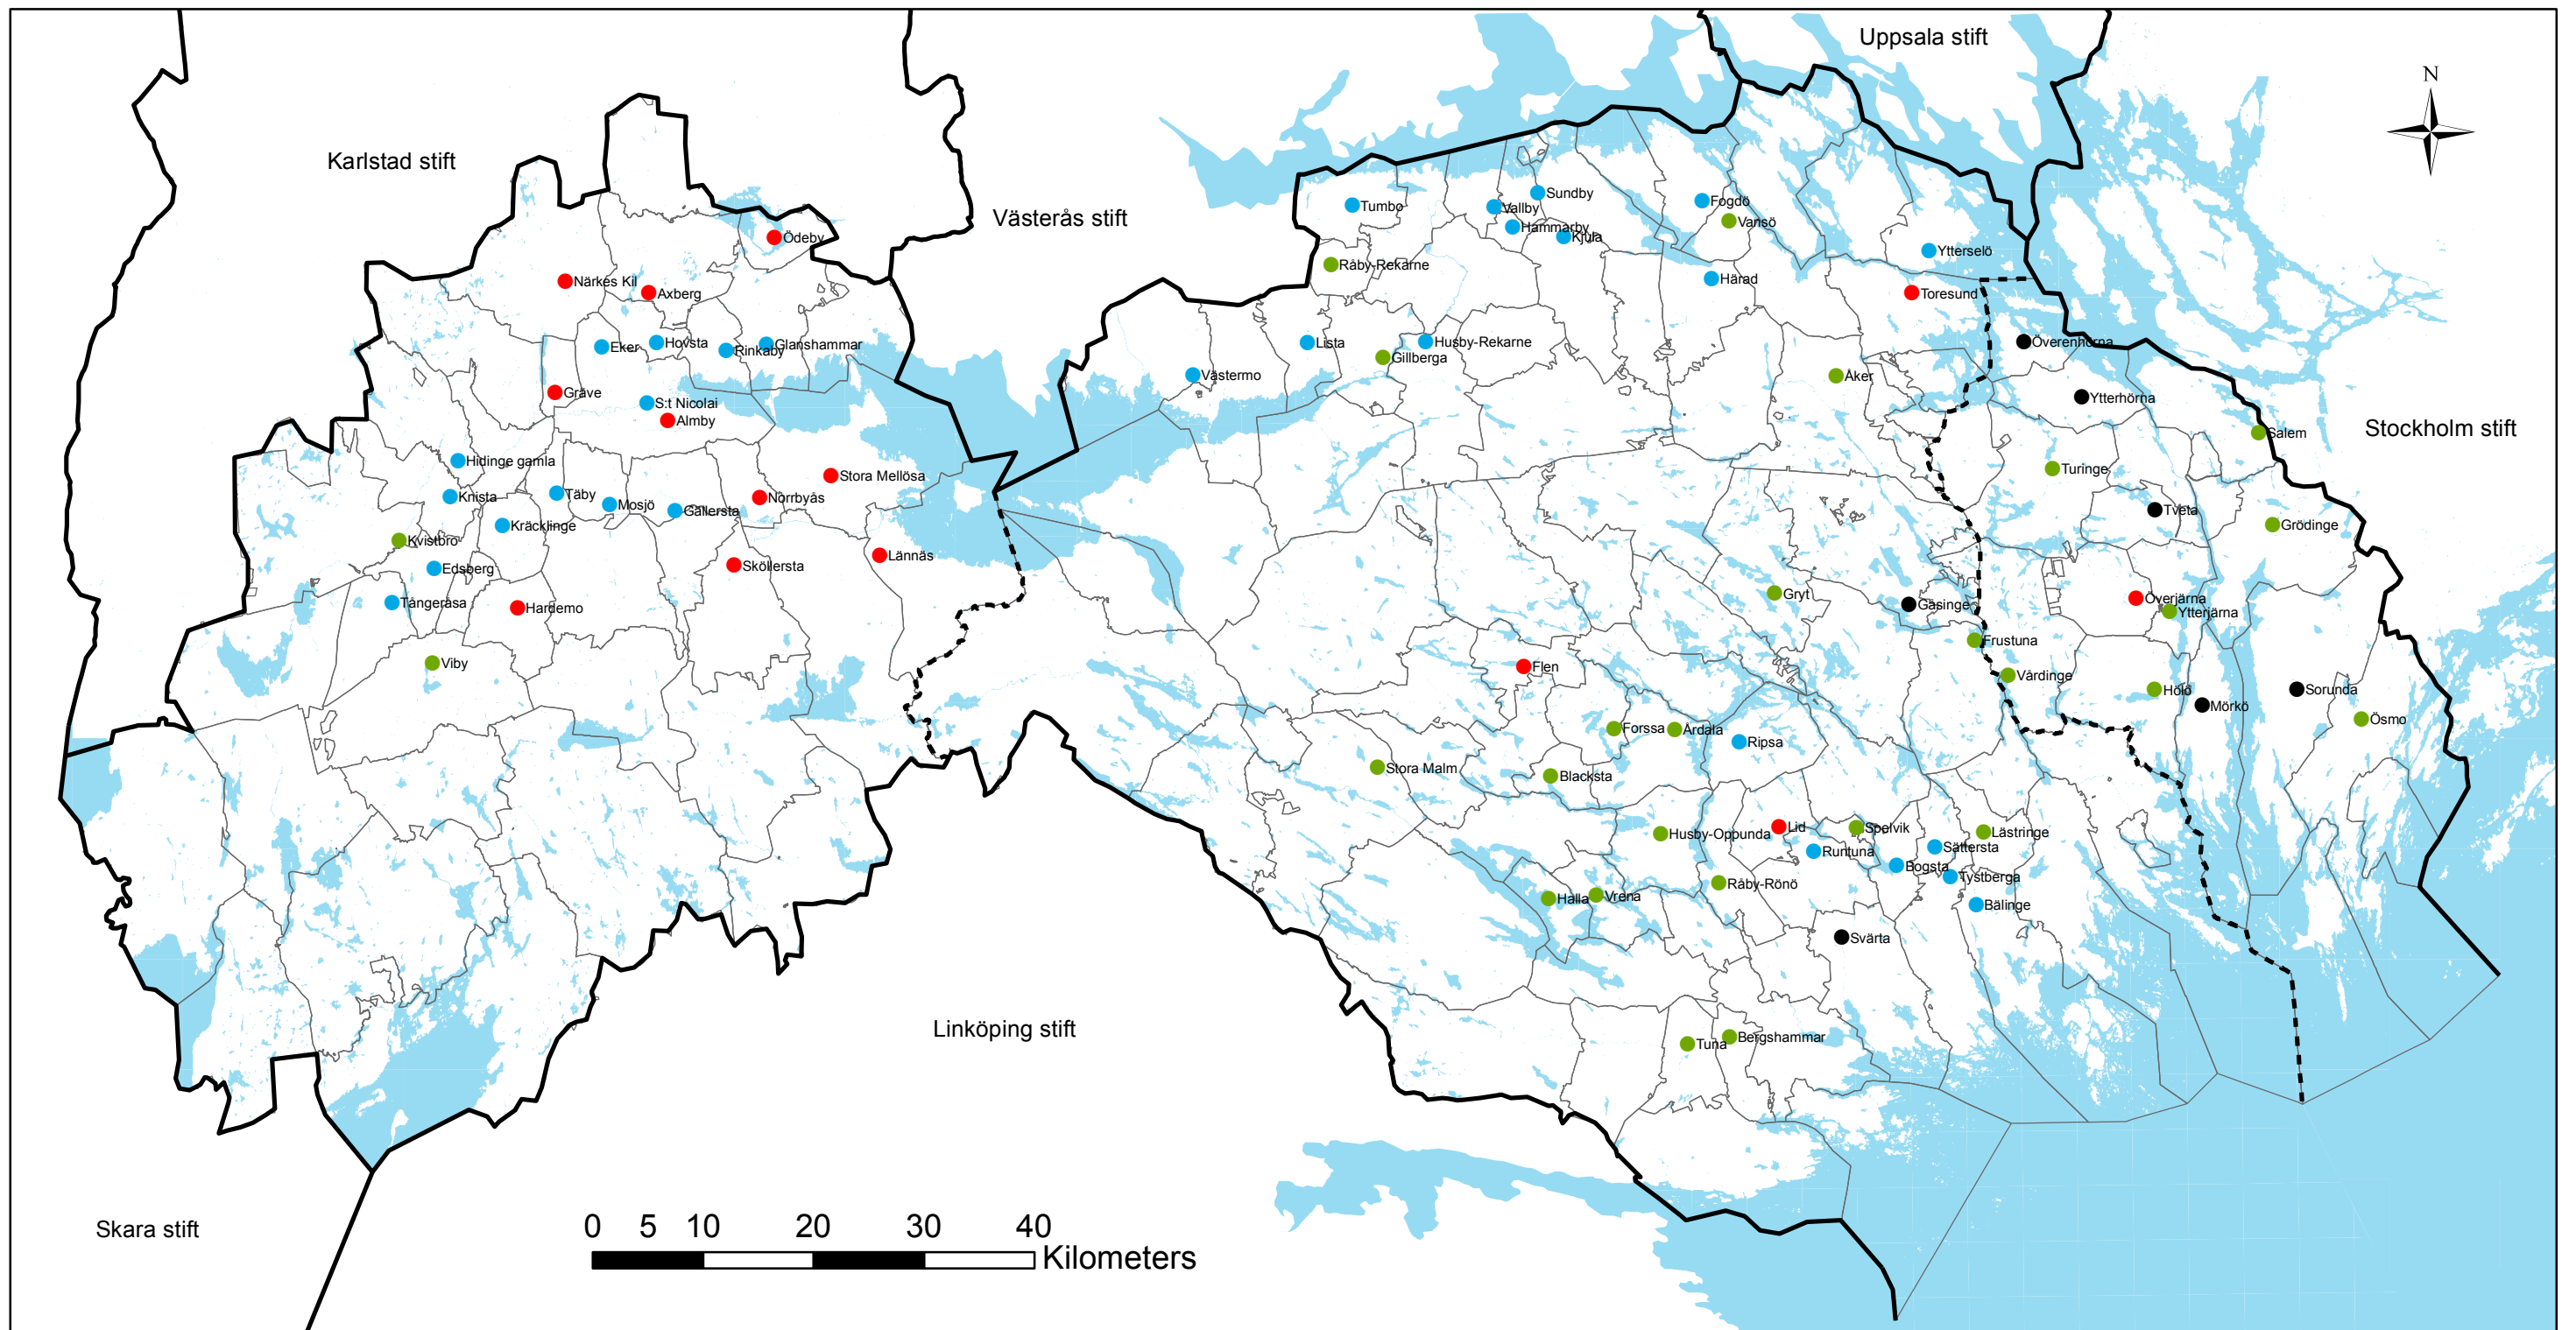 Uppsala stift
N
Karlstad stift
Västerås stift
Stockholm stift
Linköping stift
Skara stift
Ödeby
Närkes Kil
Axberg
Eker
Hovsta
Rinkaby
Glanshammar
Gräve
S:t Nicolai
Almby
Hidinge gamla
Stora Mellösa
Knista
Täby
Mosjö
Gällersta
Norrbyås
Kräcklinge
Kvistbro
Edsberg
Sköllersta
Lännäs
Tångeråsa
Hardemo
Viby
Tumbo
Vallby
Sundby
Hammarby
Kjula
Fogdö
Vansö
Ytterselö
Råby-Rekarne
Härad
Toresund
Lista
Husby-Rekarne
Gillberga
Överenhörna
Västermo
Åker
Ytterhörna
Salem
Turinge
Tveta
Grödinge
Gryt
Gåsinge
Överjärna
Ytterjärna
Frustuna
Flen
Vårdinge
Hölö
Mörkö
Sorunda
Ösmo
Forssa
Årdala
Ripsa
Stora Malm
Blacksta
Husby-Oppunda
Lid
Spelvik
Lästringe
Runtuna
Sättersta
Bogsta
Tystberga
Råby-Rönö
Halla
Vrena
Bälinge
Svärta
Tuna
Bergshammar
0 5 10 20 30 40
Kilometers